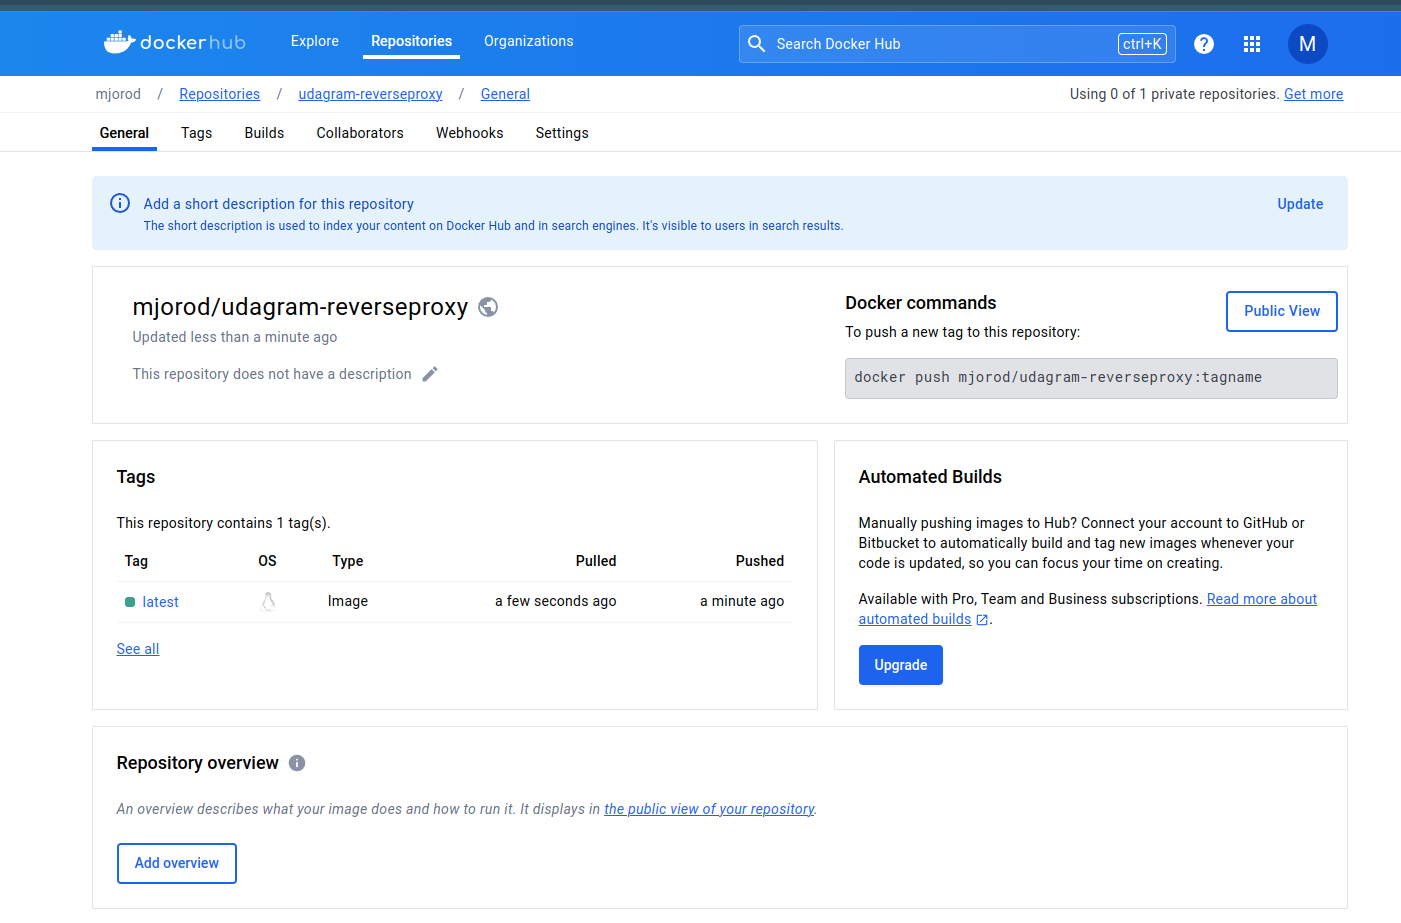 dockerhub
Explore
Repositories
Organizations
Search Docker Hub
ctrl+K
?
M
mjorod / Repositories / udagram-reverseproxy / General
Using 0 of 1 private repositories. Get more
General
Tags
Builds
Collaborators
Webhooks
Settings
Add a short description for this repository
The short description is used to index your content on Docker Hub and in search engines. It's visible to users in search results.
Update
mjorod/udagram-reverseproxy
Updated less than a minute ago
This repository does not have a description
Docker commands
To push a new tag to this repository:
Public View
docker push mjorod/udagram-reverseproxy:tagname
Tags
This repository contains 1 tag(s).
Tag OS Type Pulled Pushed
latest Image a few seconds ago a minute ago
See all
Automated Builds
Manually pushing images to Hub? Connect your account to GitHub or
Bitbucket to automatically build and tag new images whenever your
code is updated, so you can focus your time on creating.
Available with Pro, Team and Business subscriptions. Read more about
automated builds.
Upgrade
Repository overview
An overview describes what your image does and how to run it. It displays in the public view of your repository.
Add overview